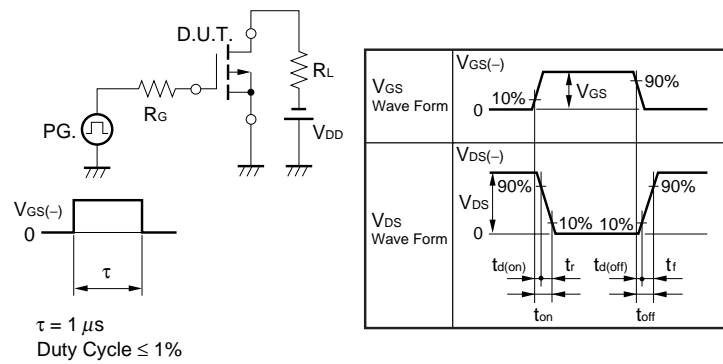 D.U.T.
RL
RG
PG.
VDD
VGS(−)
0
τ
τ = 1 μs
Duty Cycle ≤ 1%
VGS
Wave Form
VGS(−)
10%
VGS
90%
0
VDS
Wave Form
VDS(−)
90%
VDS
10%
10%
90%
0
td(on)
tr
td(off)
tf
ton
toff